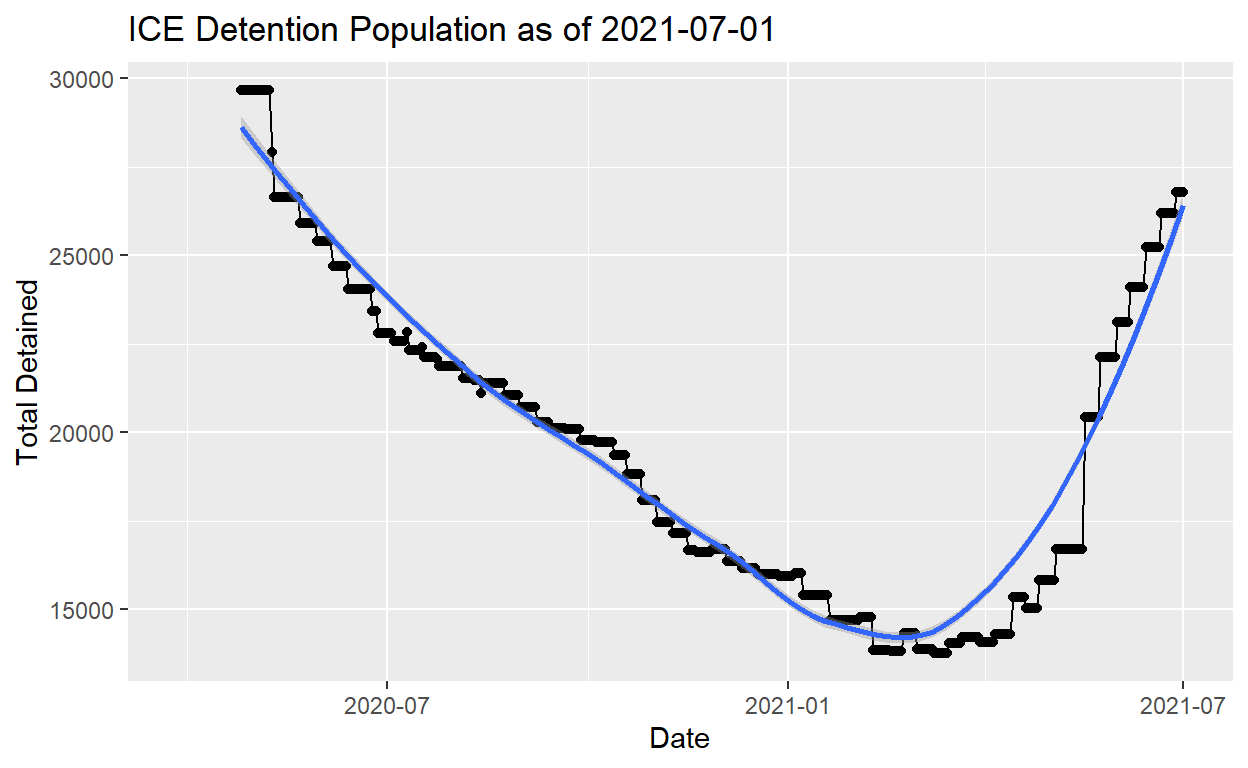 ICE Detention Population as of 2021-07-01
Total Detained
30000
25000
20000
15000
2020-07
2021-01
2021-07
Date